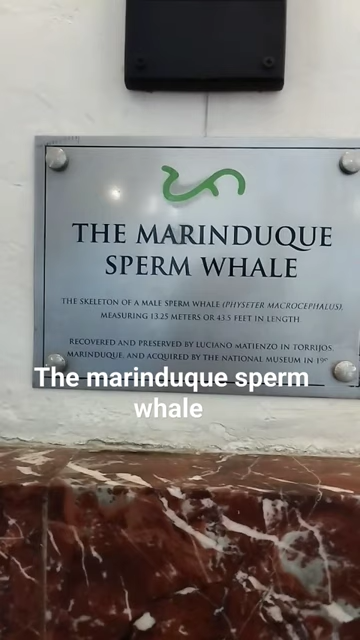 THE MARINDUQUE
SPERM WHALE
THE SKELETON OF A MALE SPERM WHALE (PHYSETER MACROCEPHALUS),
MEASURING 13.25 METERS OR 43.5 FEET IN LENGTH
RECOVERED AND PRESERVED BY LUCIANO MATIENZO IN TORRIJOS,
MARINDUQUE, AND ACQUIRED BY THE NATIONAL MUSEUM IN
The marinduque sperm
whale